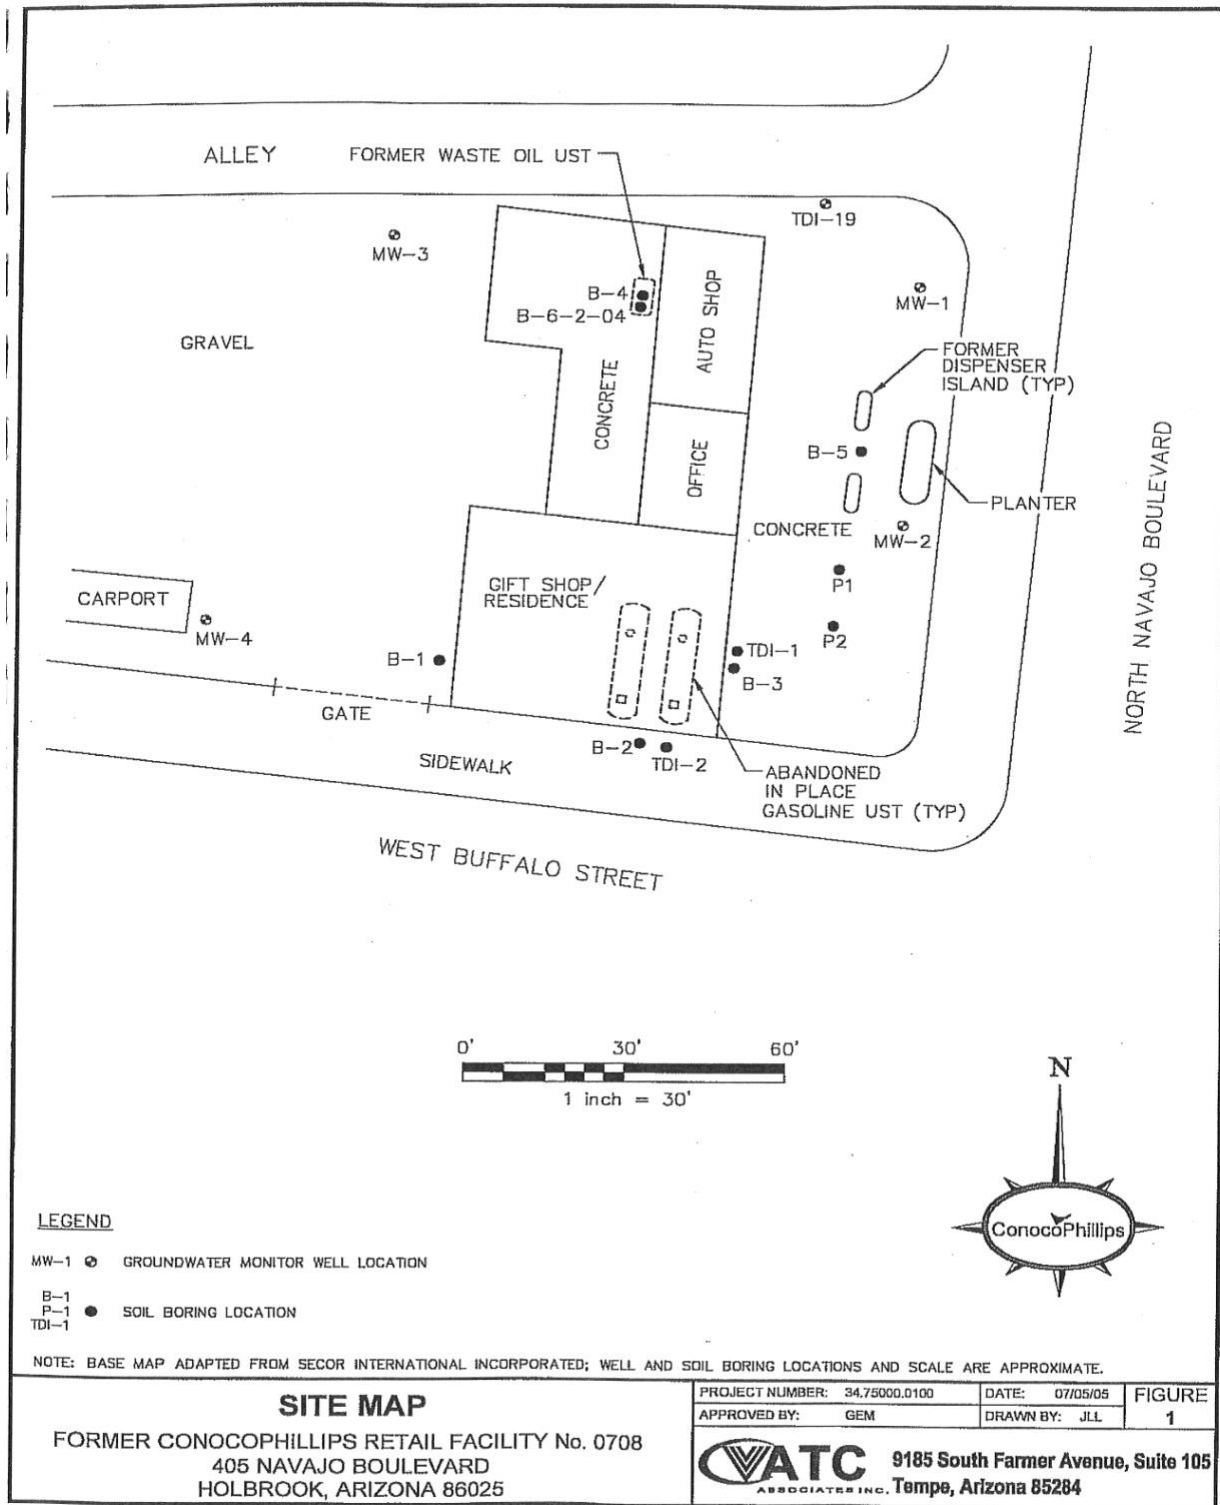 ALLEY
FORMER WASTE OIL UST
TDI-19
MW-3
MW-1
B-4
B-6-2-04
AUTO SHOP
GRAVEL
FORMER
DISPENSER
ISLAND (TYP)
CONCRETE
B-5
OFFICE
PLANTER
CONCRETE
MW-2
NORTH NAVAJO BOULEVARD
P1
GIFT SHOP/
RESIDENCE
CARPORT
MW-4
P2
B-1
TDI-1
B-3
GATE
B-2
TDI-2
SIDEWALK
ABANDONED
IN PLACE
GASOLINE UST (TYP)
WEST BUFFALO STREET
0' 30' 60'
1 inch = 30'
N
ConocoPhillips
LEGEND
MW-1 GROUNDWATER MONITOR WELL LOCATION
B-1
P-1
TDI-1
SOIL BORING LOCATION
NOTE: BASE MAP ADAPTED FROM SECOR INTERNATIONAL INCORPORATED; WELL AND SOIL BORING LOCATIONS AND SCALE ARE APPROXIMATE.
SITE MAP
FORMER CONOCOPHILLIPS RETAIL FACILITY No. 0708
405 NAVAJO BOULEVARD
HOLBROOK, ARIZONA 86025
PROJECT NUMBER: 34.75000.0100
DATE: 07/05/05
FIGURE
1
APPROVED BY: GEM
DRAWN BY: JLL
ATC
ASSOCIATES INC.
9185 South Farmer Avenue, Suite 105
Tempe, Arizona 85284